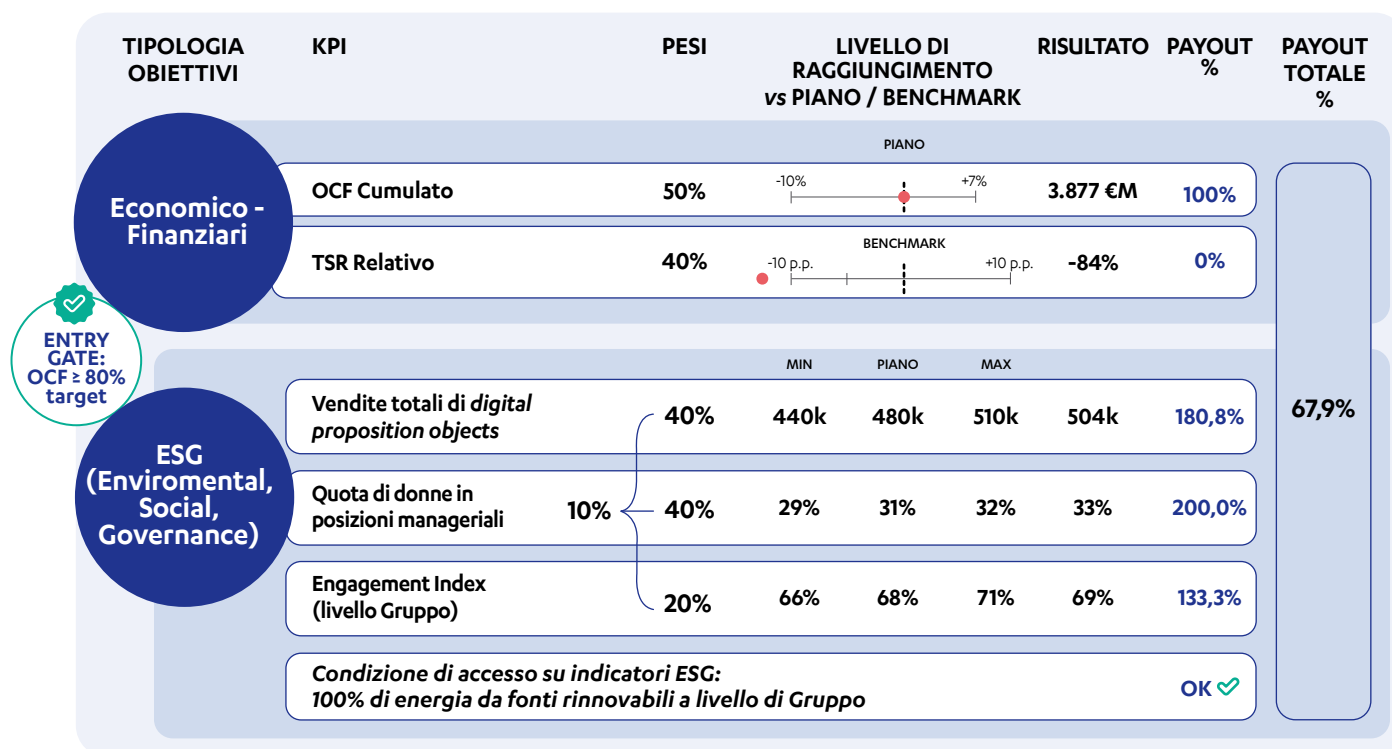 TIPOLOGIA
OBIETTIVI
KPI
PESI
LIVELLO DI
RAGGIUNGIMENTO
vs PIANO / BENCHMARK
RISULTATO
PAYOUT
%
PAYOUT
TOTALE
%
Economico -
Finanziari
PIANO
OCF Cumulato
50%
-10%
+7%
3.877 €M
100%
TSR Relativo
40%
BENCHMARK
-10 p.p.
+10 p.p.
-84%
0%
ENTRY
GATE:
OCF ≥ 80%
target
ESG
(Enviromental,
Social,
Governance)
MIN
PIANO
MAX
Vendite totali di digital
proposition objects
40%
440k
480k
510k
504k
180,8%
Quota di donne in
posizioni manageriali
10%
40%
29%
31%
32%
33%
200,0%
Engagement Index
(livello Gruppo)
20%
66%
68%
71%
69%
133,3%
Condizione di accesso su indicatori ESG:
100% di energia da fonti rinnovabili a livello di Gruppo
OK
67,9%